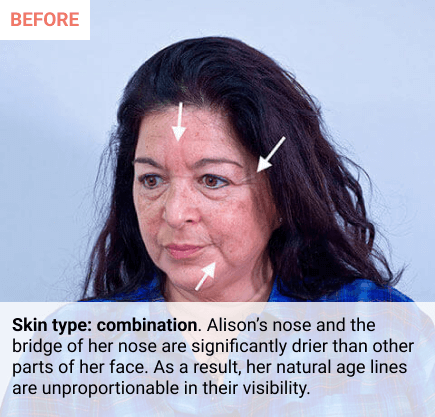 BEFORE
Skin type: combination. Alison's nose and the
bridge of her nose are significantly drier than other
parts of her face. As a result, her natural age lines
are unproportionable in their visibility.